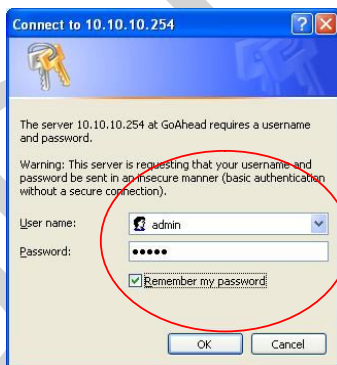 Connect to 10.10.10.254
The server 10.10.10.254 at GoAhead requires a username
and password.
Warning: This server is requesting that your username and
password be sent in an insecure manner (basic authentication
without a secure connection).
User name:
admin
Password:
•••••
Remember my password
OK
Cancel